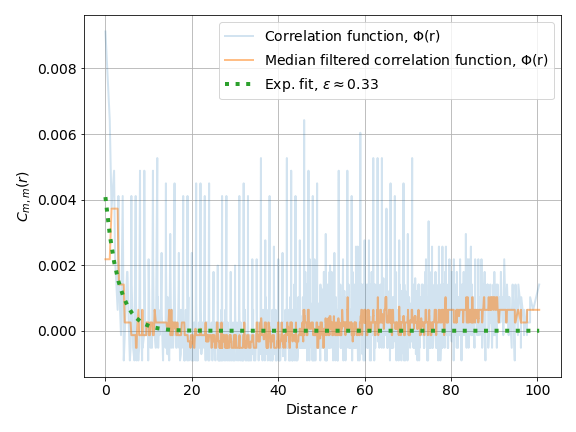 Correlation function, Φ(r)
Median filtered correlation function, Φ(r)
Exp. fit, ε ≈ 0.33
0.008
0.006
0.004
0.002
0.000
C_{m,m}(r)
0 20 40 60 80 100
Distance r